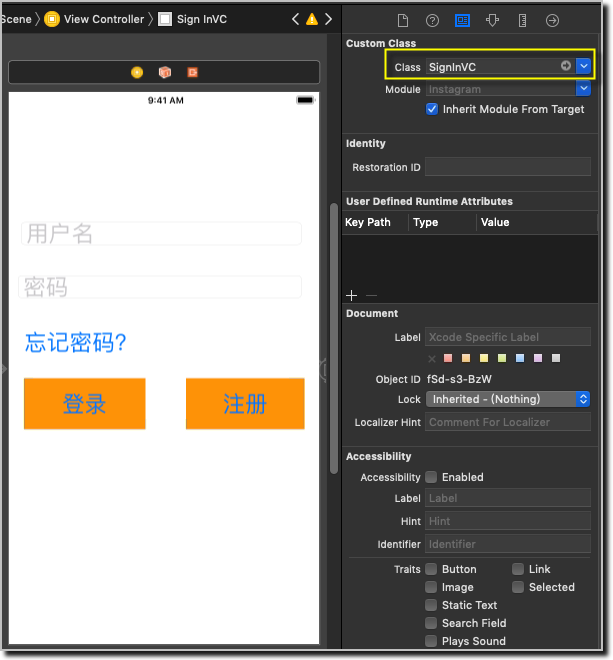 Scene View Controller Sign InVC
Custom Class
Class SignInVC
Module Instagram
Inherit Module From Target
Identity
Restoration ID
User Defined Runtime Attributes
Key Path Type Value
Document
Label Xcode Specific Label
Object ID fSd-s3-BzW
Lock Inherited - (Nothing)
Localizer Hint Comment For Localizer
Accessibility
Accessibility Enabled
Label Label
Hint Hint
Identifier Identifier
Traits Button Link
Image Selected
Static Text
Search Field
Plays Sound
9:41 AM
用户名
密码
忘记密码?
登录 注册